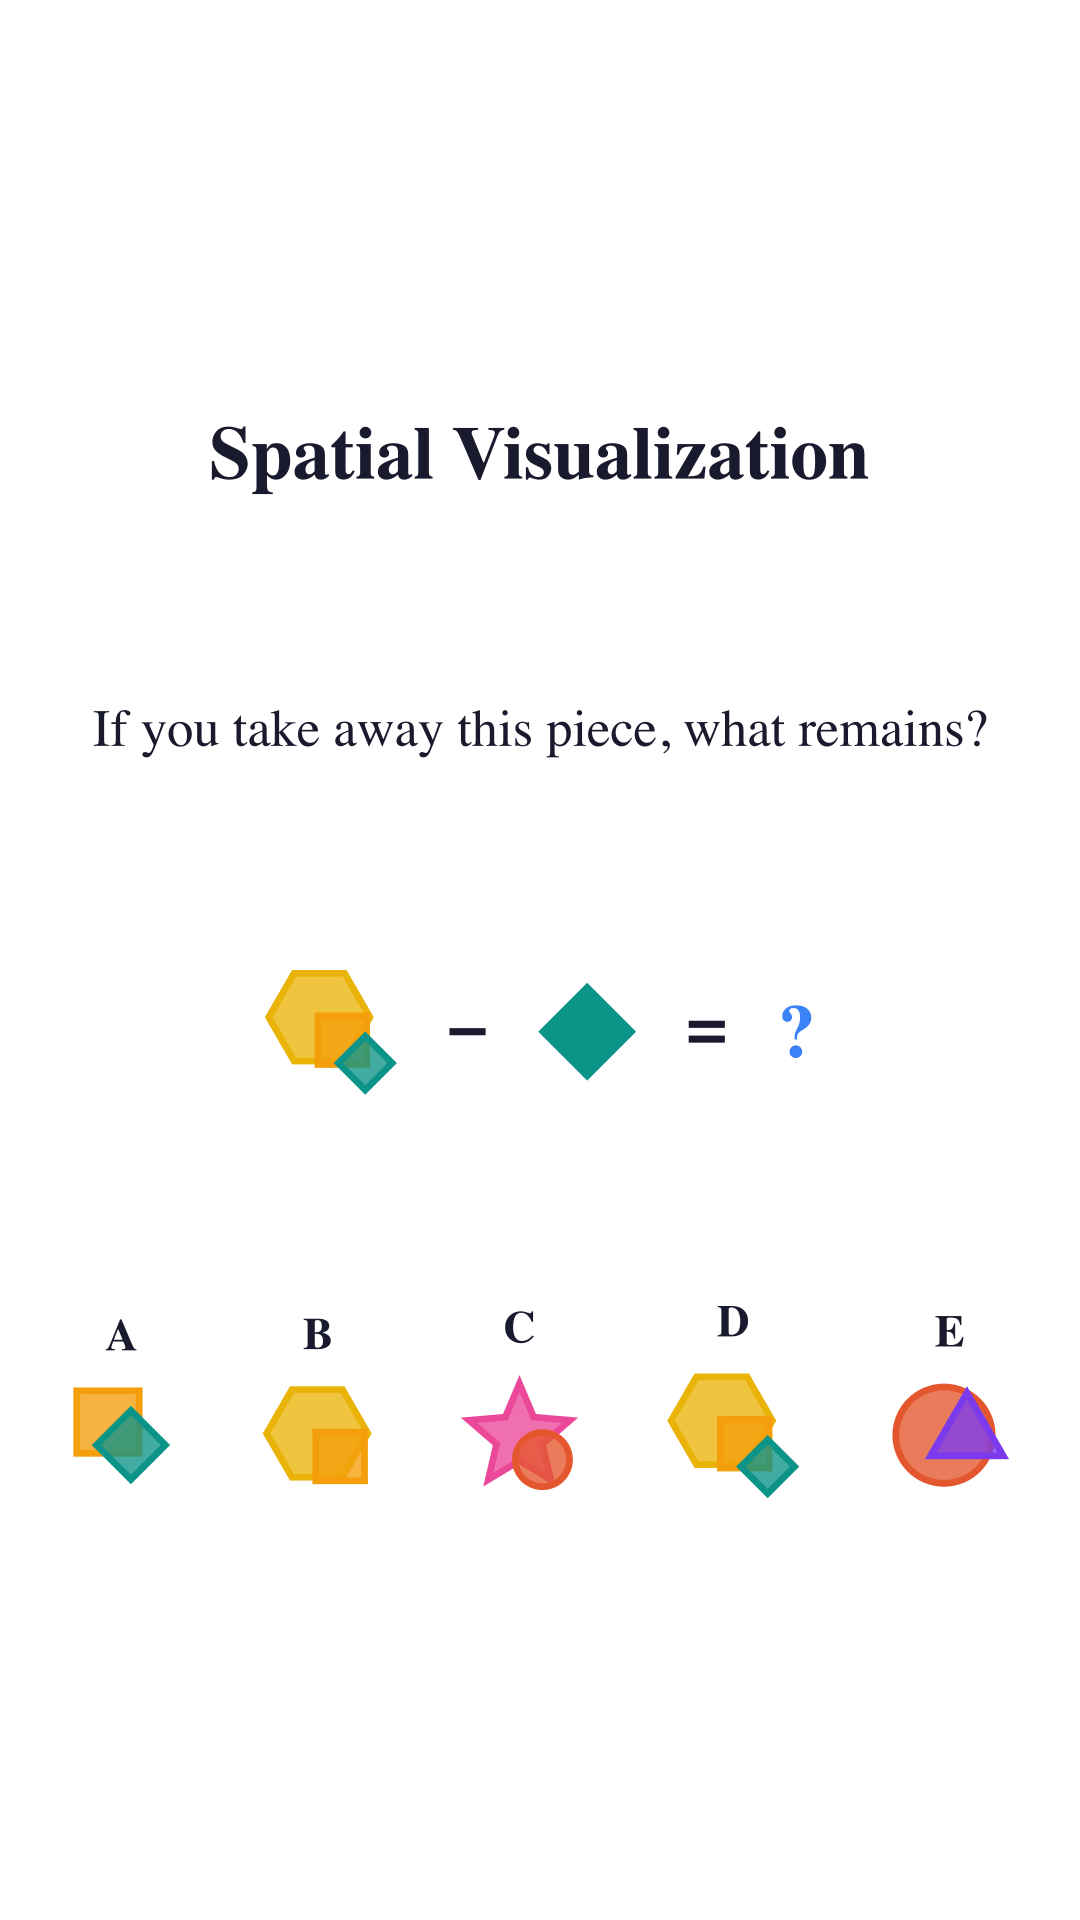 Spatial Visualization
If you take away this piece, what remains?
− = ?
A B C D E